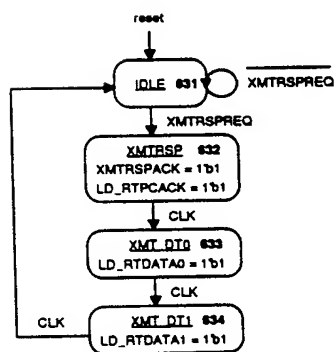 reset
IDLE 631
XMTRSPREQ
XMTRSPREQ
XMTRSP 632
XMTRSPACK = 1'b1
LD_RTPCACK = 1'b1
CLK
XMT_DT0 633
LD_RTDATA0 = 1'b1
CLK
CLK
XMT_DT1 634
LD_RTDATA1 = 1'b1